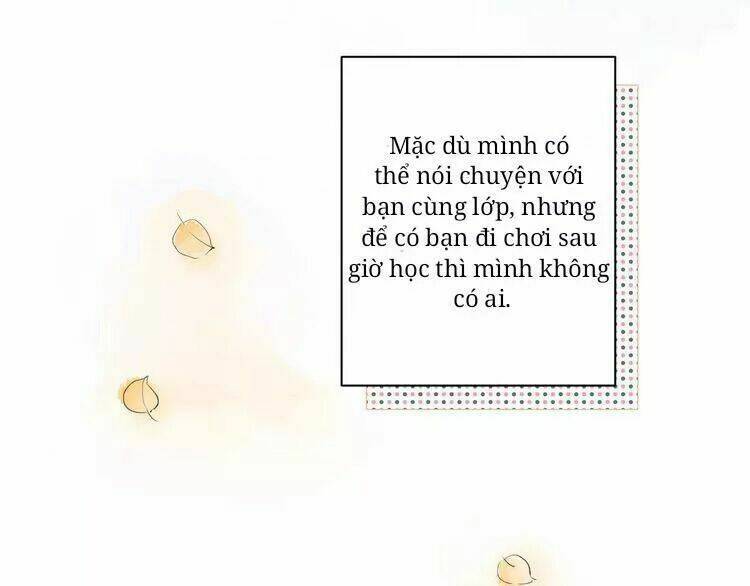 Mặc dù mình có
thể nói chuyện với
bạn cùng lớp, nhưng
để có bạn đi chơi sau
giờ học thì mình không
có ai.